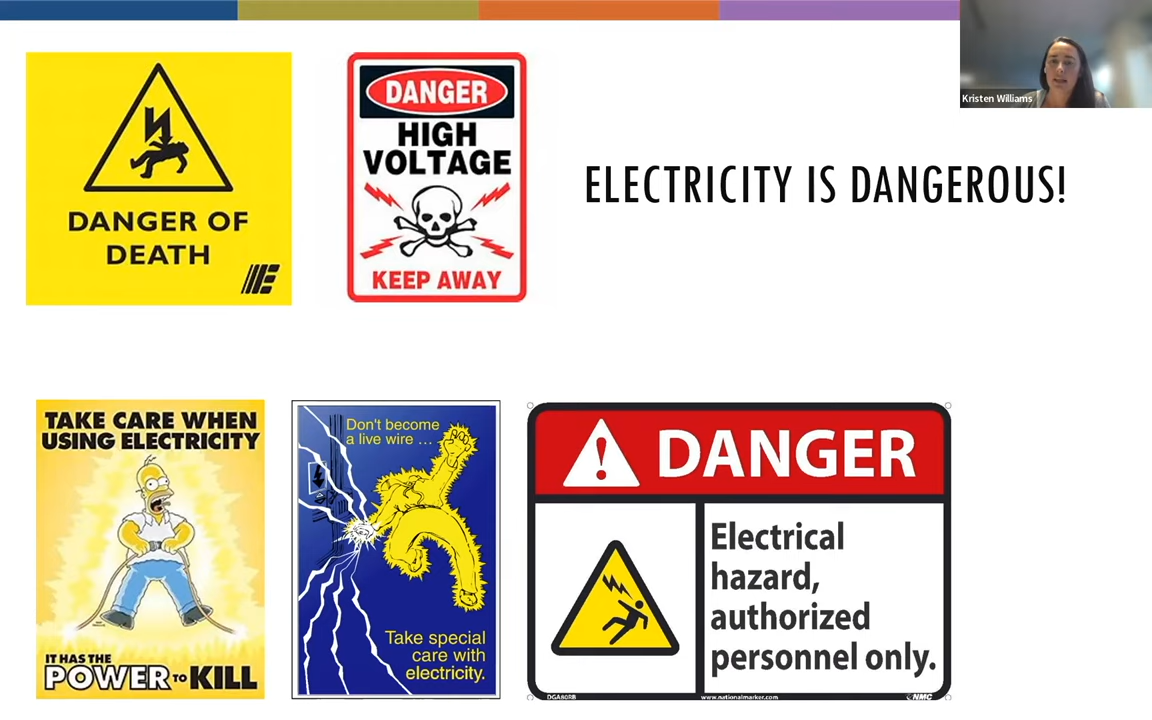 Kristen Williams
DANGER OF
DEATH
DANGER
HIGH
VOLTAGE
KEEP AWAY
ELECTRICITY IS DANGEROUS!
TAKE CARE WHEN
USING ELECTRICITY
IT HAS THE
POWER TO KILL
Don't become
a live wire ...
Take special
care with
electricity.
DANGER
Electrical
hazard,
authorized
personnel only.
DGA80RB
www.nationalmarker.com
NMC